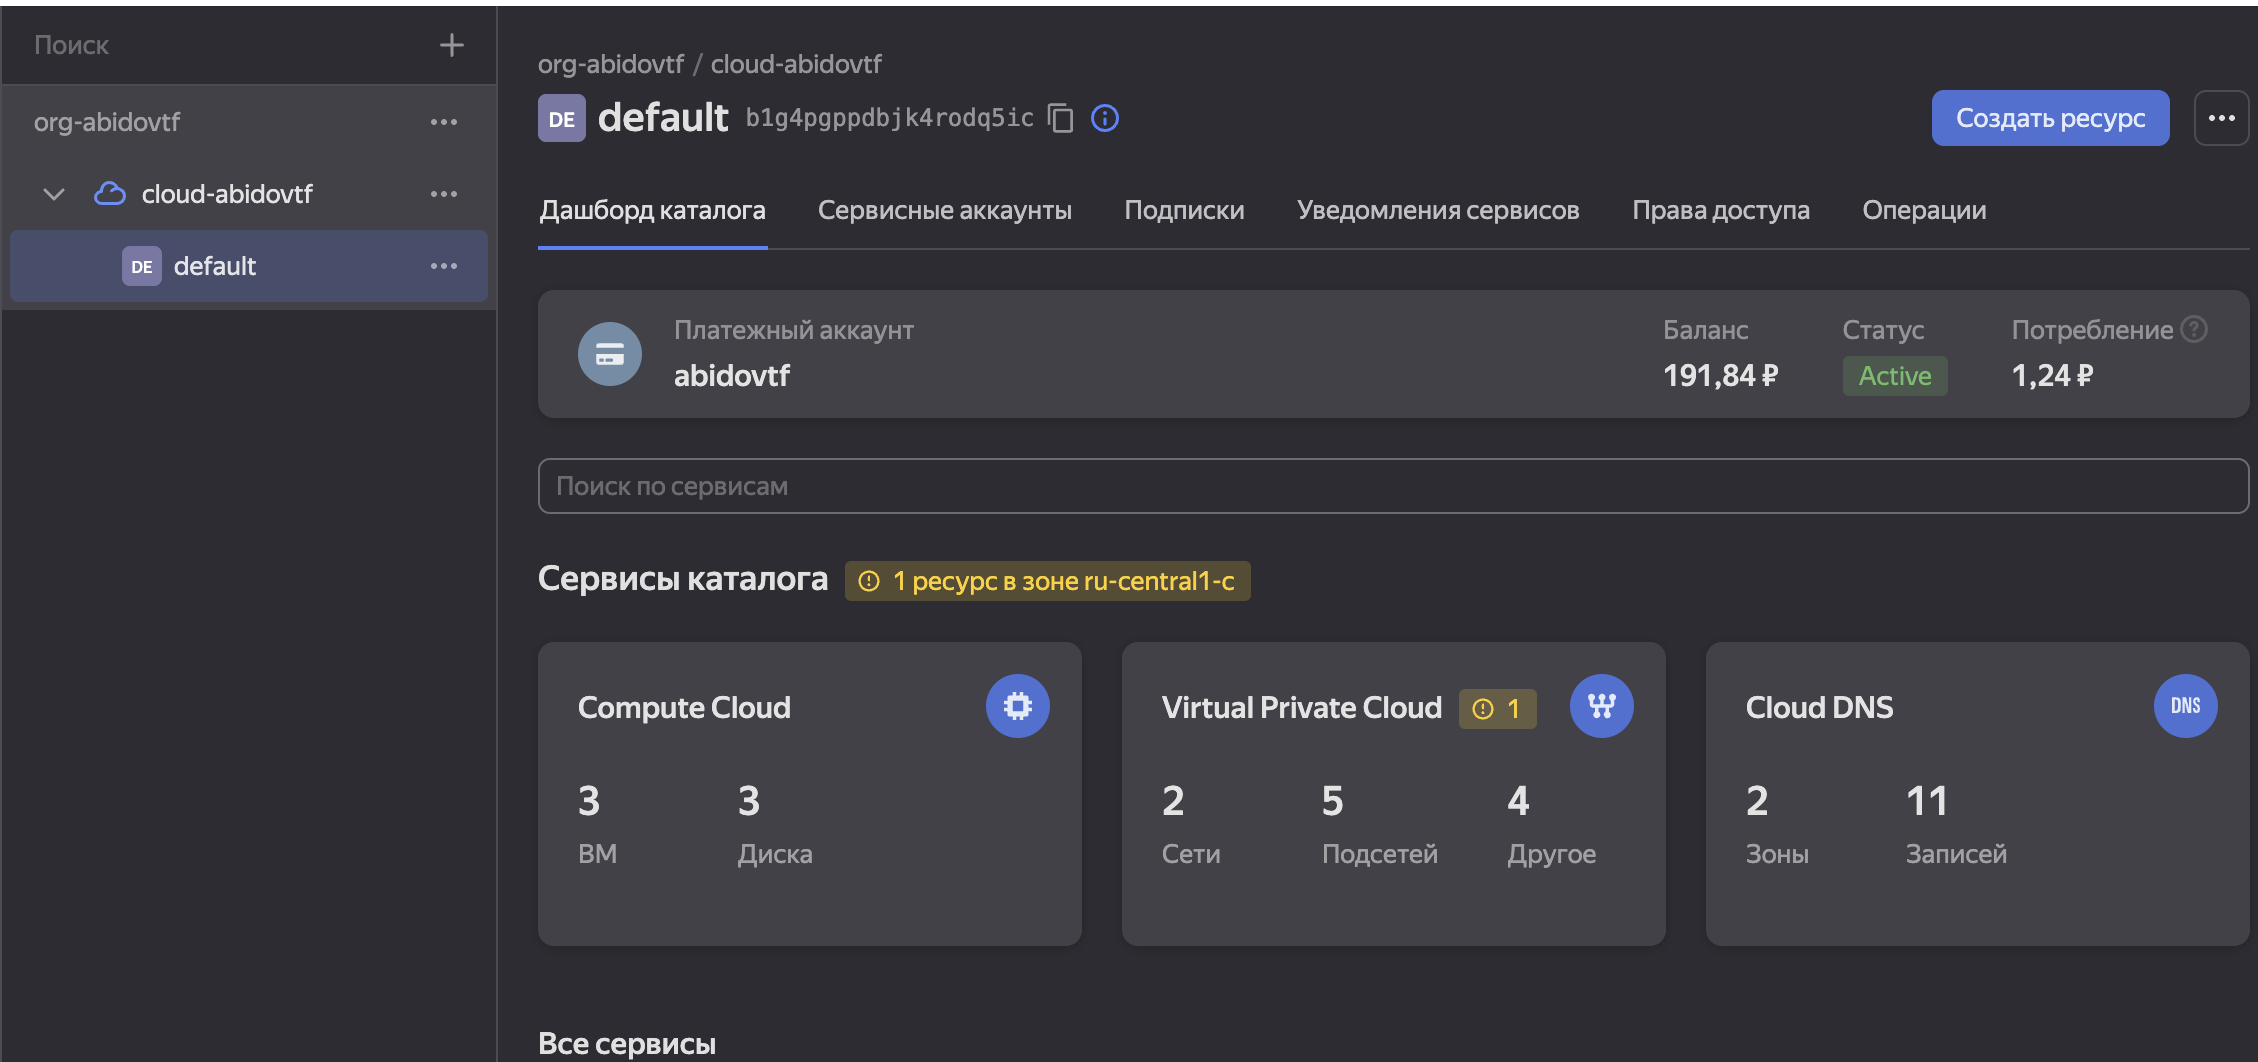 Поиск
org-abidovtf
cloud-abidovtf
DE default
org-abidovtf / cloud-abidovtf
DE default b1g4pgppdbjk4rodq5ic
Создать ресурс
Дашборд каталога Сервисные аккаунты Подписки Уведомления сервисов Права доступа Операции
Платежный аккаунт Баланс Статус Потребление
abidovtf 191,84 ₽ Active 1,24 ₽
Поиск по сервисам
Сервисы каталога 1 ресурс в зоне ru-central1-c
Compute Cloud
3 3
ВМ Диска
Virtual Private Cloud 1
2 5 4
Сети Подсетей Другое
Cloud DNS DNS
2 11
Зоны Записей
Все сервисы